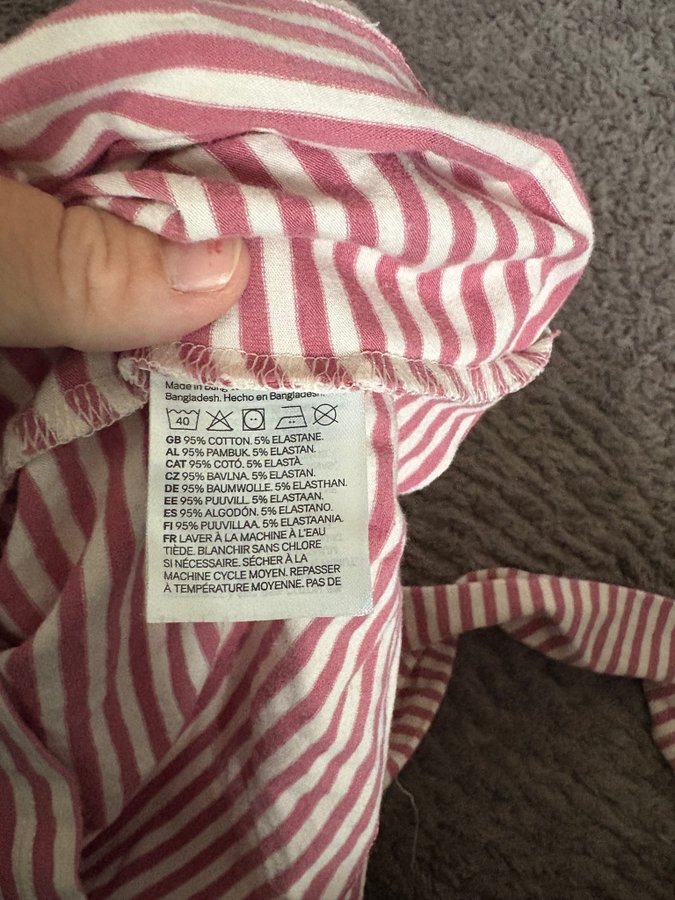 Made in
Bangladesh. Hecho en Bangladesh.
40
GB 95% COTTON. 5% ELASTANE.
AL 95% PAMBUK. 5% ELASTAN.
CAT 95% COTÓ. 5% ELASTÀ.
CZ 95% BAVLNA. 5% ELASTAN.
DE 95% BAUMWOLLE. 5% ELASTHAN.
EE 95% PUUVILL. 5% ELASTAAN.
ES 95% ALGODÓN. 5% ELASTANO.
FI 95% PUUVILLAA. 5% ELASTAANIA.
FR LAVER À LA MACHINE À L'EAU
TIÈDE. BLANCHIR SANS CHLORE
SI NÉCESSAIRE. SÉCHER À LA
MACHINE CYCLE MOYEN. REPASSER
À TEMPÉRATURE MOYENNE. PAS DE